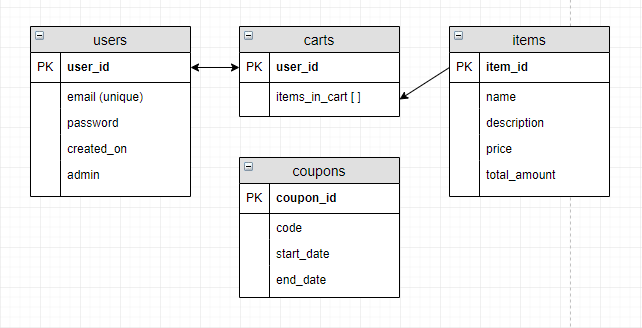 users
PK user_id
email (unique)
password
created_on
admin
carts
PK user_id
items_in_cart [ ]
items
PK item_id
name
description
price
total_amount
coupons
PK coupon_id
code
start_date
end_date